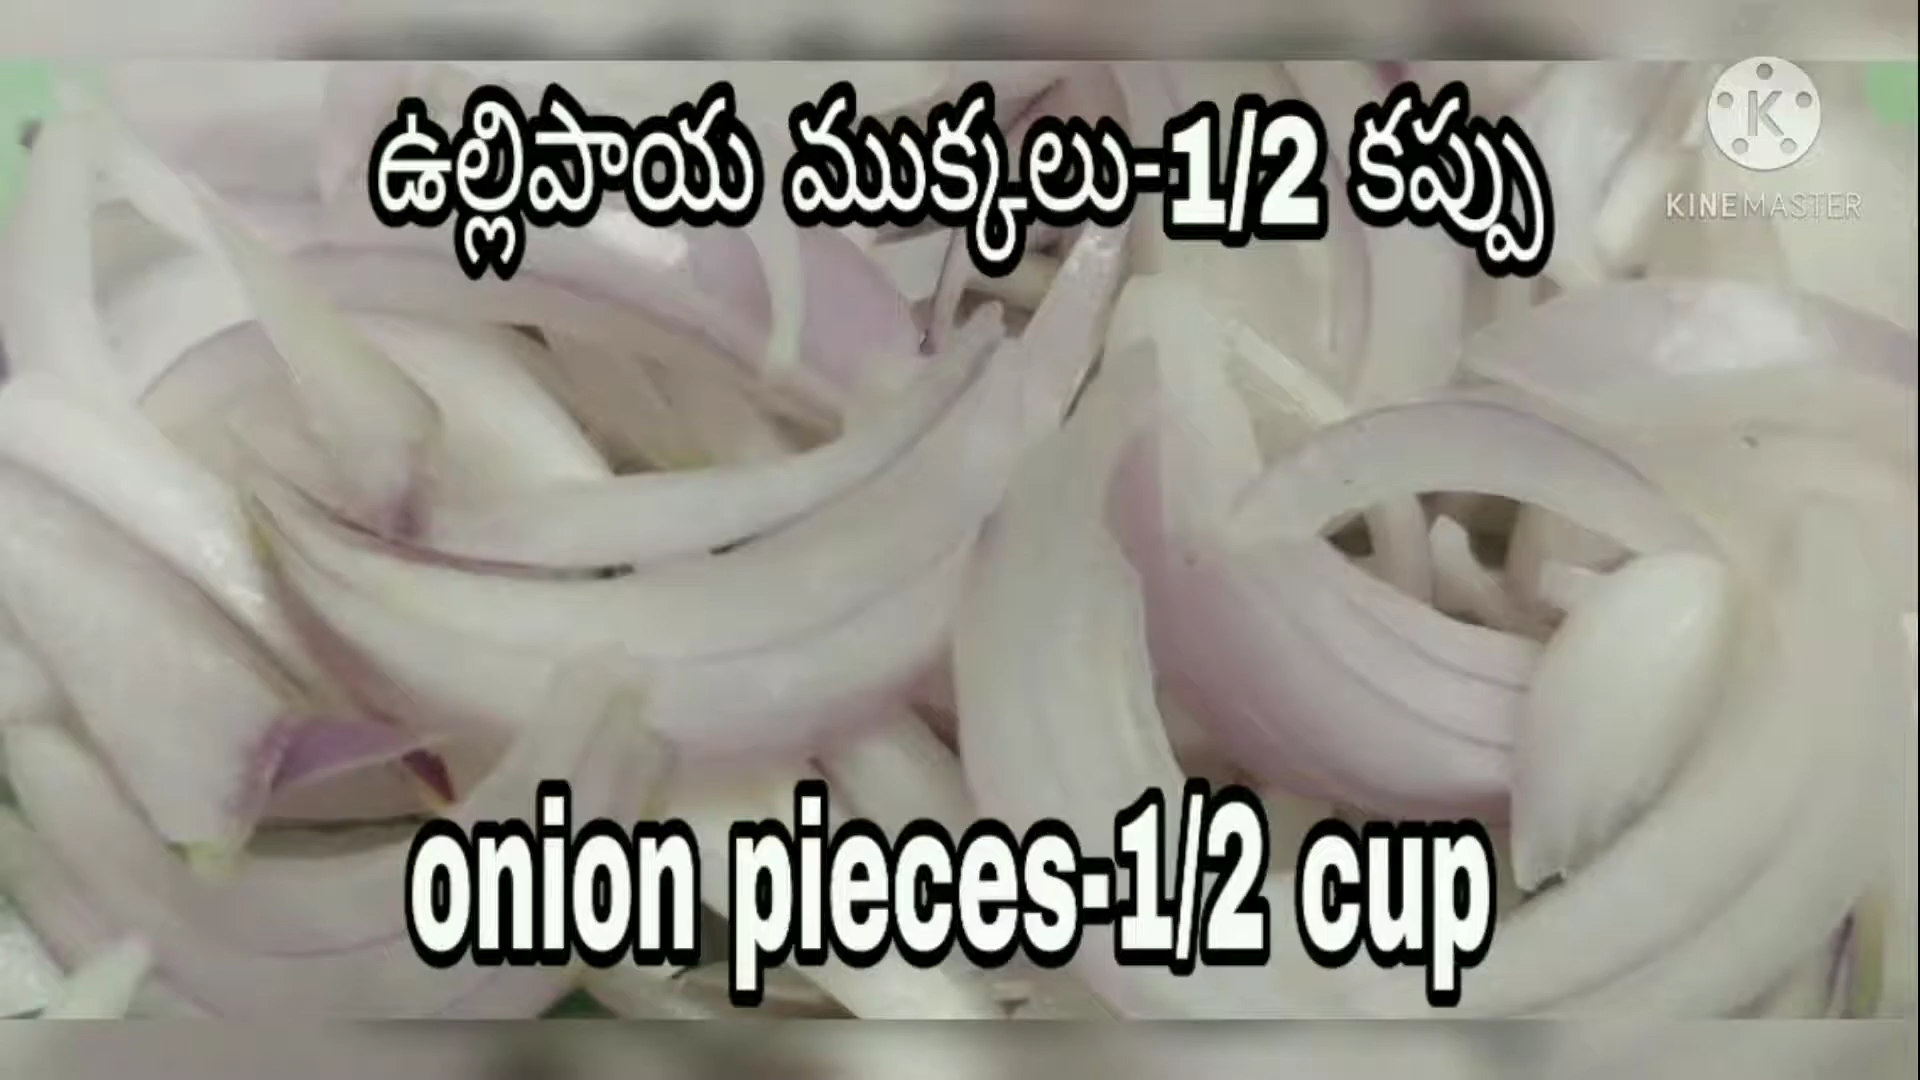 ఉల్లిపాయ ముక్కలు-1/2 కప్పు
K
KINEMASTER
onion pieces-1/2 cup